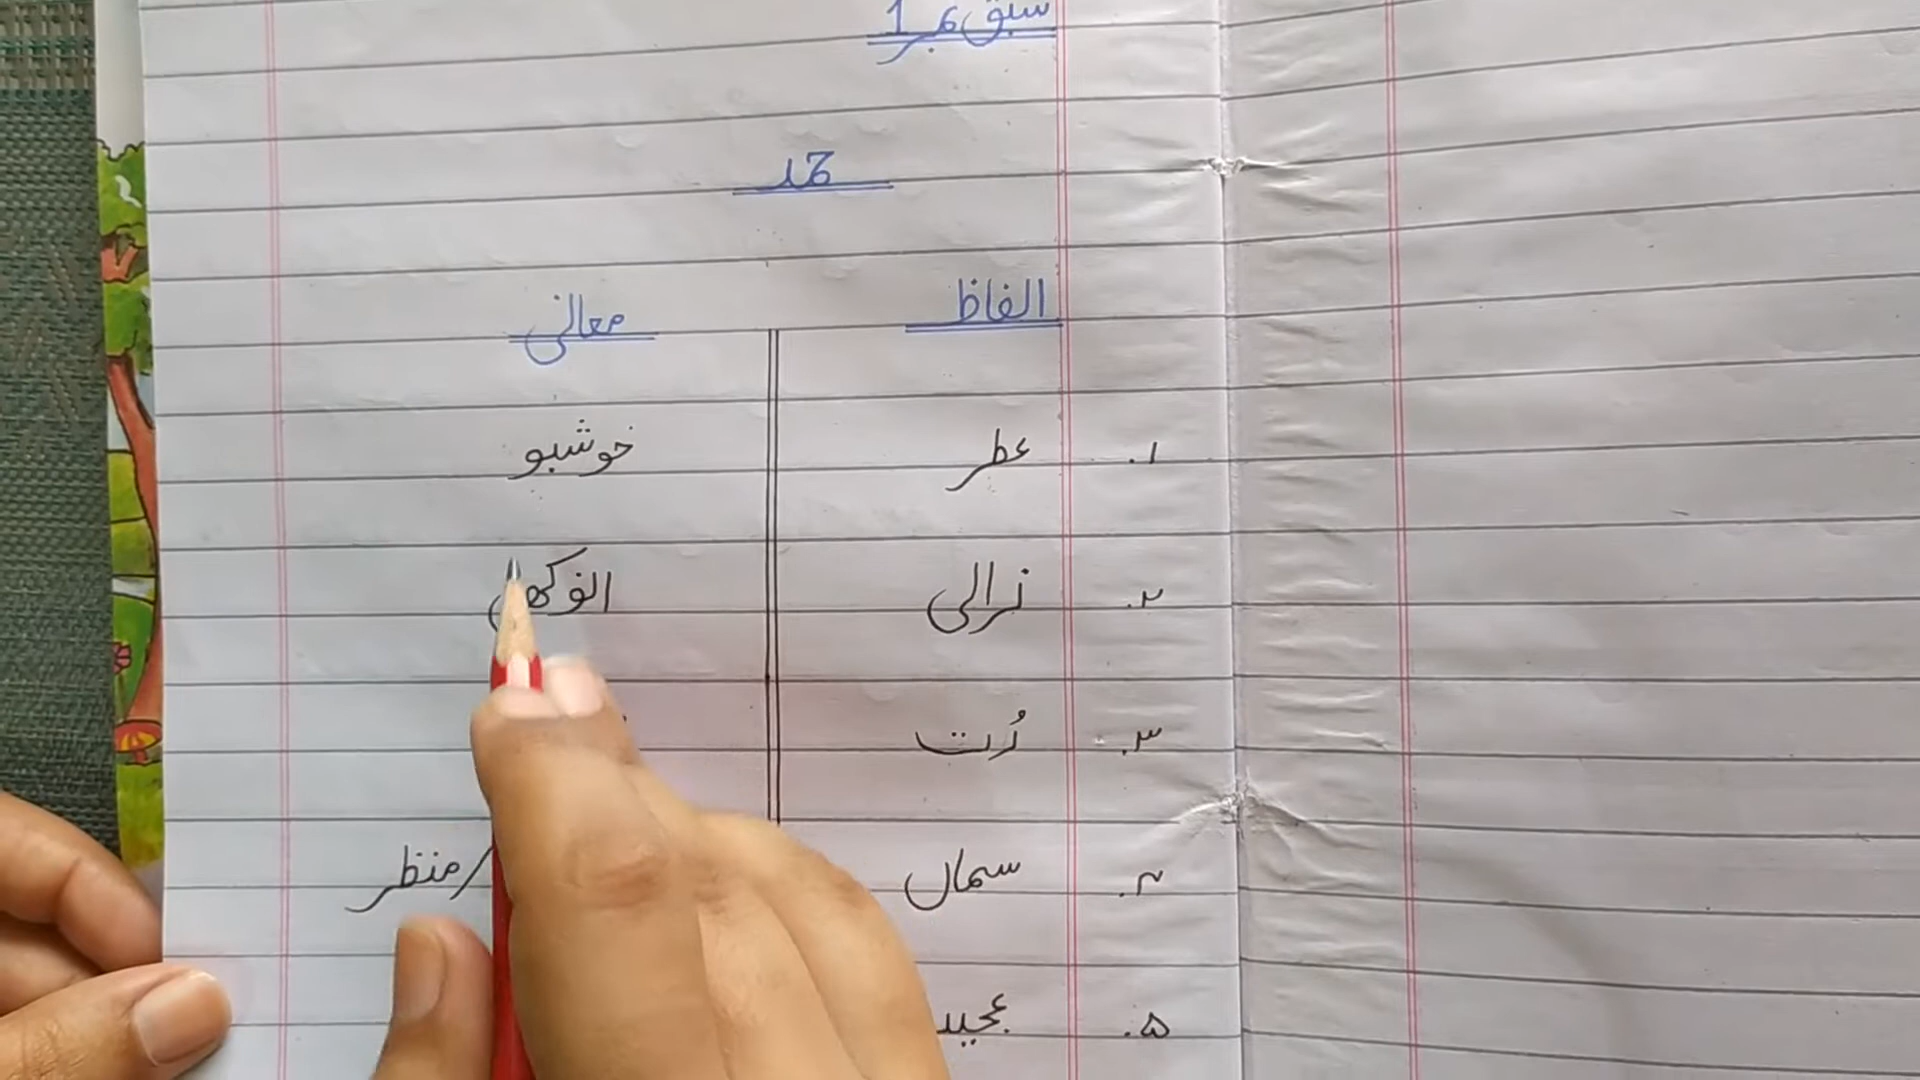 سبق نمبر 1
حمد
الفاظ معانی
۱. عطر خوشبو
۲. نرالی انوکھی
۳. رُت
۴. سماں /منظر
۵.